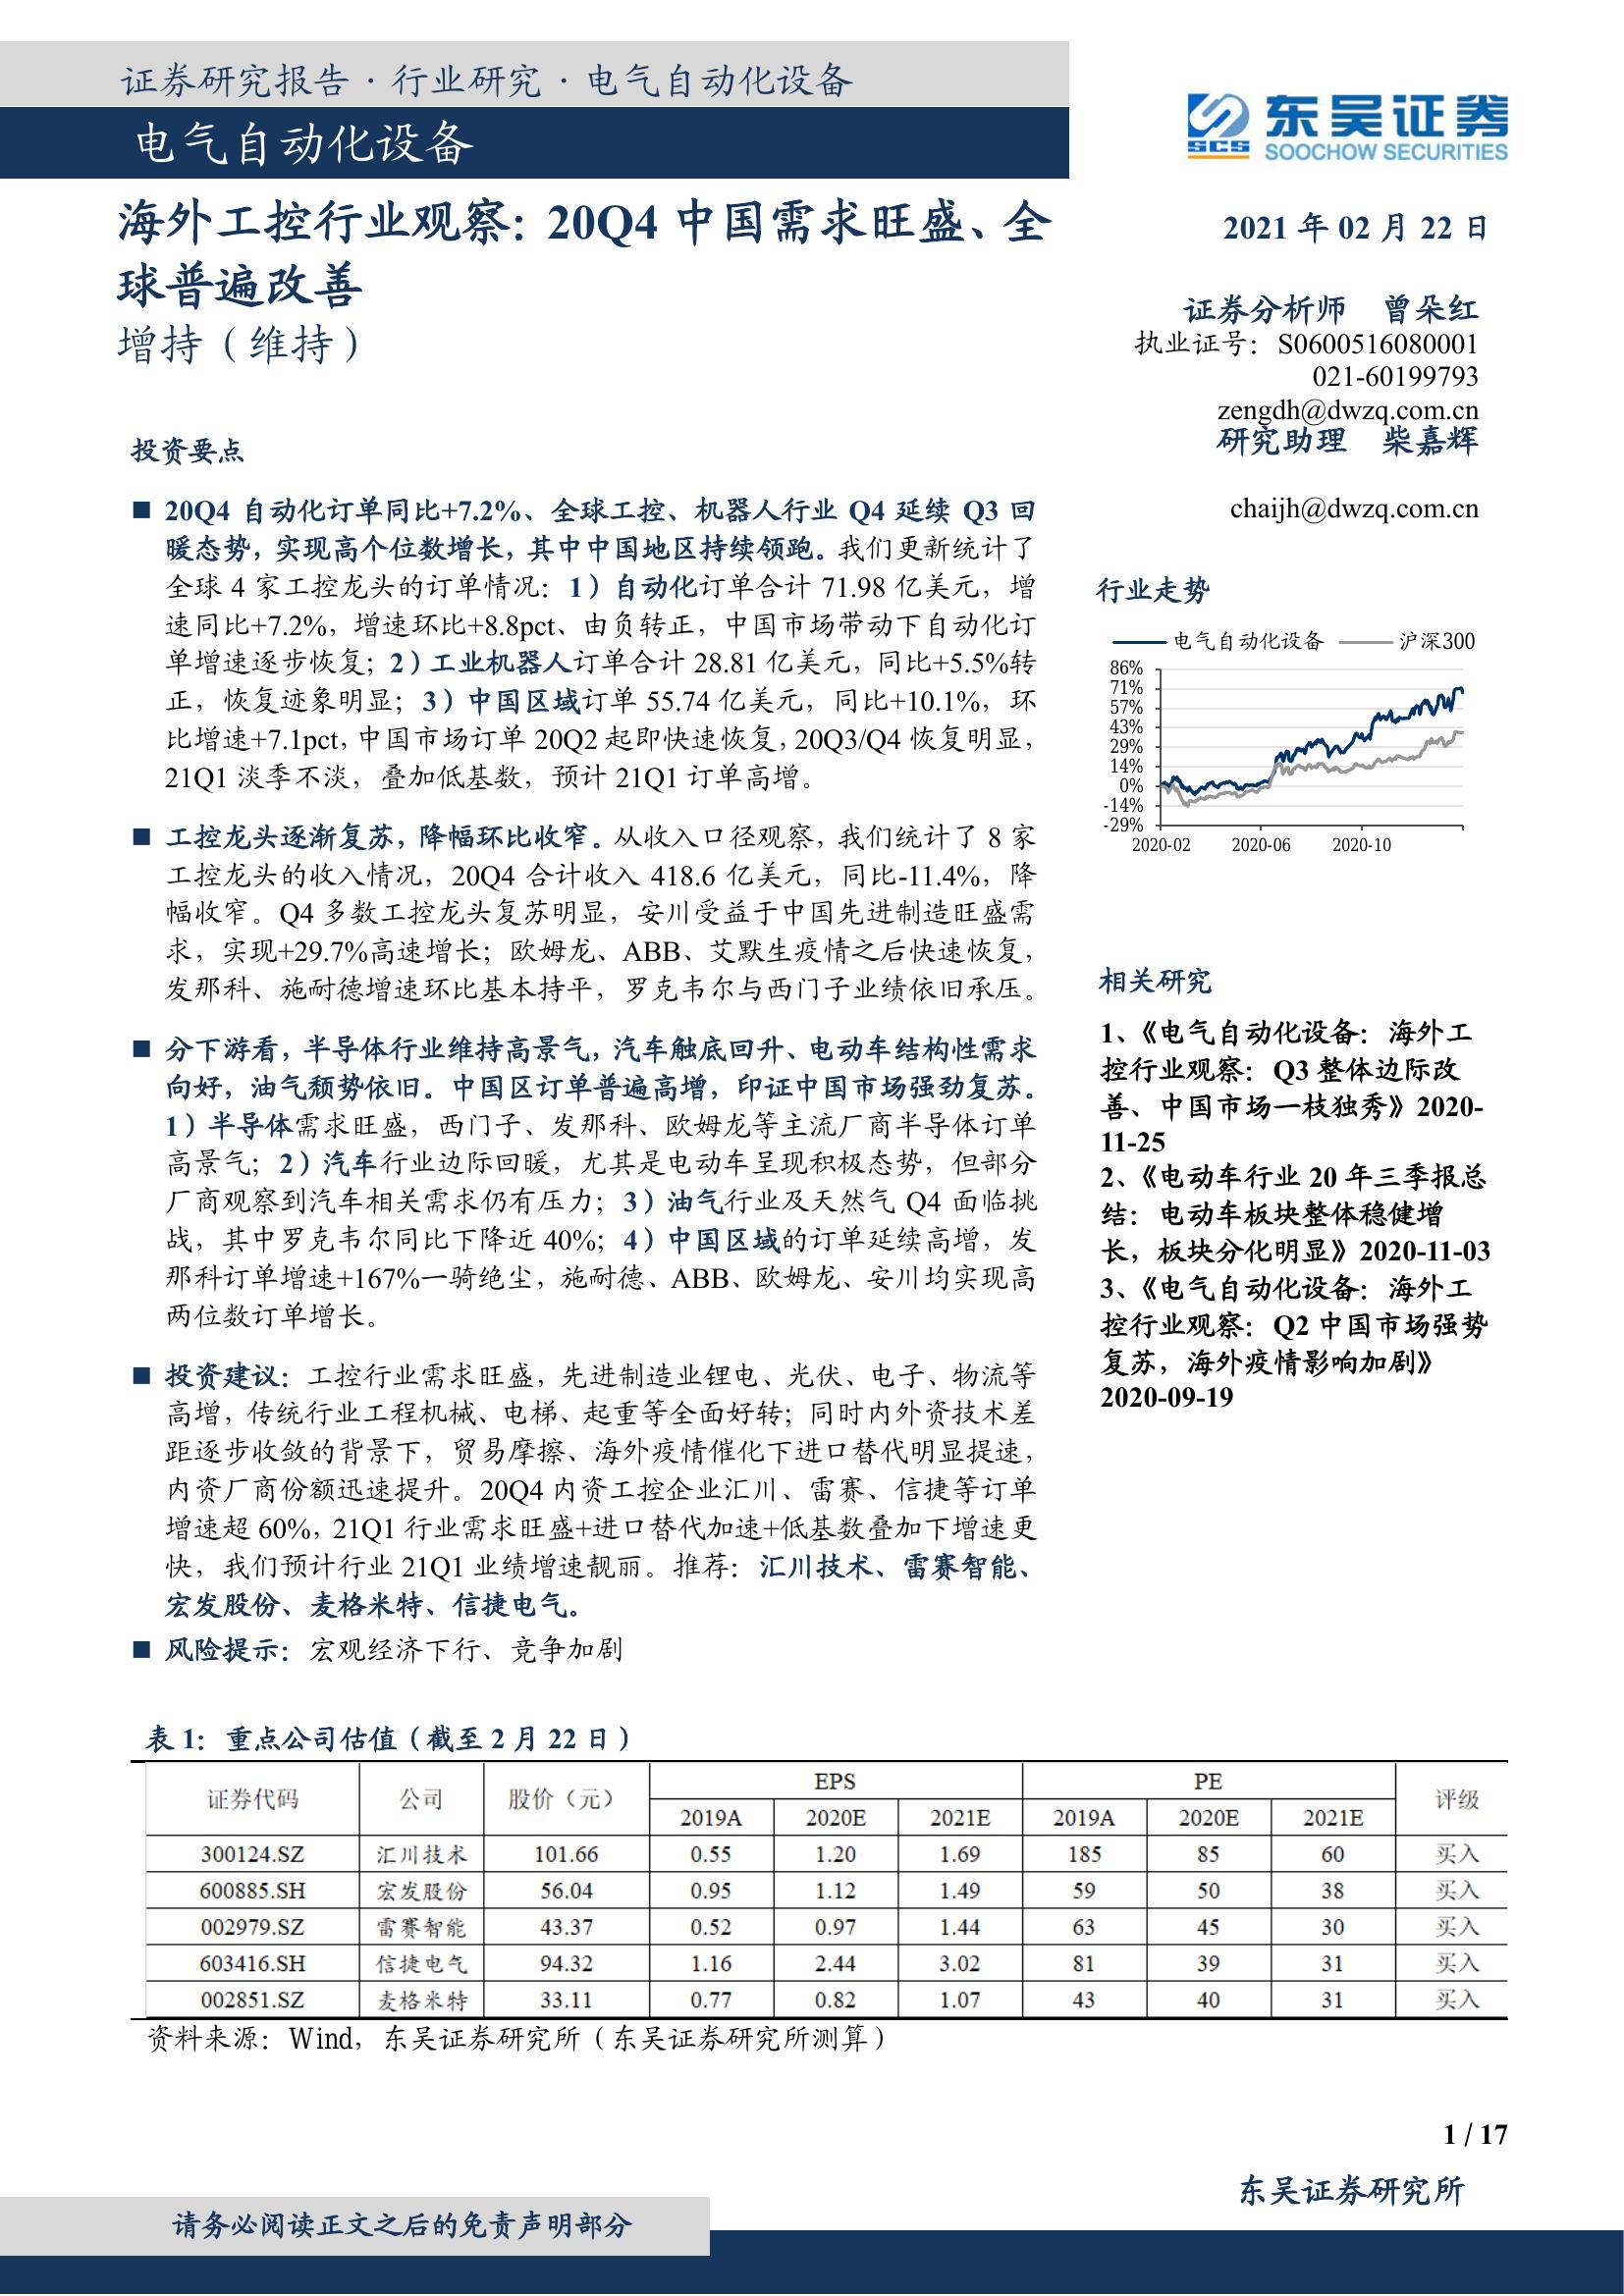 证券研究报告·行业研究·电气自动化设备
电气自动化设备
东吴证券
SCS
SOOCHOW SECURITIES
海外工控行业观察：20Q4 中国需求旺盛、全
球普遍改善
增持（维持）
2021 年 02 月 22 日
证券分析师 曾朵红
执业证号：S0600516080001
021-60199793
zengdh@dwzq.com.cn
研究助理 柴嘉辉
chaijh@dwzq.com.cn
投资要点
■ 20Q4 自动化订单同比+7.2%、全球工控、机器人行业 Q4 延续 Q3 回
暖态势，实现高个位数增长，其中中国地区持续领跑。我们更新统计了
全球 4 家工控龙头的订单情况：1）自动化订单合计 71.98 亿美元，增
速同比+7.2%，增速环比+8.8pct、由负转正，中国市场带动下自动化订
单增速逐步恢复；2）工业机器人订单合计 28.81 亿美元，同比+5.5%转
正，恢复迹象明显；3）中国区域订单 55.74 亿美元，同比+10.1%，环
比增速+7.1pct，中国市场订单 20Q2 起即快速恢复，20Q3/Q4 恢复明显，
21Q1 淡季不淡，叠加低基数，预计 21Q1 订单高增。
■ 工控龙头逐渐复苏，降幅环比收窄。从收入口径观察，我们统计了 8 家
工控龙头的收入情况，20Q4 合计收入 418.6 亿美元，同比-11.4%，降
幅收窄。Q4 多数工控龙头复苏明显，安川受益于中国先进制造旺盛需
求，实现+29.7%高速增长；欧姆龙、ABB、艾默生疫情之后快速恢复，
发那科、施耐德增速环比基本持平，罗克韦尔与西门子业绩依旧承压。
■ 分下游看，半导体行业维持高景气，汽车触底回升、电动车结构性需求
向好，油气颓势依旧。中国区订单普遍高增，印证中国市场强劲复苏。
1）半导体需求旺盛，西门子、发那科、欧姆龙等主流厂商半导体订单
高景气；2）汽车行业边际回暖，尤其是电动车呈现积极态势，但部分
厂商观察到汽车相关需求仍有压力；3）油气行业及天然气 Q4 面临挑
战，其中罗克韦尔同比下降近 40%；4）中国区域的订单延续高增，发
那科订单增速+167%一骑绝尘，施耐德、ABB、欧姆龙、安川均实现高
两位数订单增长。
■ 投资建议：工控行业需求旺盛，先进制造业锂电、光伏、电子、物流等
高增，传统行业工程机械、电梯、起重等全面好转；同时内外资技术差
距逐步收敛的背景下，贸易摩擦、海外疫情催化下进口替代明显提速，
内资厂商份额迅速提升。20Q4 内资工控企业汇川、雷赛、信捷等订单
增速超 60%，21Q1 行业需求旺盛+进口替代加速+低基数叠加下增速更
快，我们预计行业 21Q1 业绩增速靓丽。推荐：汇川技术、雷赛智能、
宏发股份、麦格米特、信捷电气。
■ 风险提示：宏观经济下行、竞争加剧
行业走势
电气自动化设备 沪深300
86%
71%
57%
43%
29%
14%
0%
-14%
-29%
2020-02 2020-06 2020-10
相关研究
1、《电气自动化设备：海外工
控行业观察：Q3 整体边际改
善、中国市场一枝独秀》2020-
11-25
2、《电动车行业 20 年三季报总
结：电动车板块整体稳健增
长，板块分化明显》2020-11-03
3、《电气自动化设备：海外工
控行业观察：Q2 中国市场强势
复苏，海外疫情影响加剧》
2020-09-19
表 1：重点公司估值（截至 2 月 22 日）
证券代码 公司 股价（元） EPS PE 评级
2019A 2020E 2021E 2019A 2020E 2021E
300124.SZ 汇川技术 101.66 0.55 1.20 1.69 185 85 60 买入
600885.SH 宏发股份 56.04 0.95 1.12 1.49 59 50 38 买入
002979.SZ 雷赛智能 43.37 0.52 0.97 1.44 63 45 30 买入
603416.SH 信捷电气 94.32 1.16 2.44 3.02 81 39 31 买入
002851.SZ 麦格米特 33.11 0.77 0.82 1.07 43 40 31 买入
资料来源：Wind，东吴证券研究所（东吴证券研究所测算）
1 / 17
东吴证券研究所
请务必阅读正文之后的免责声明部分